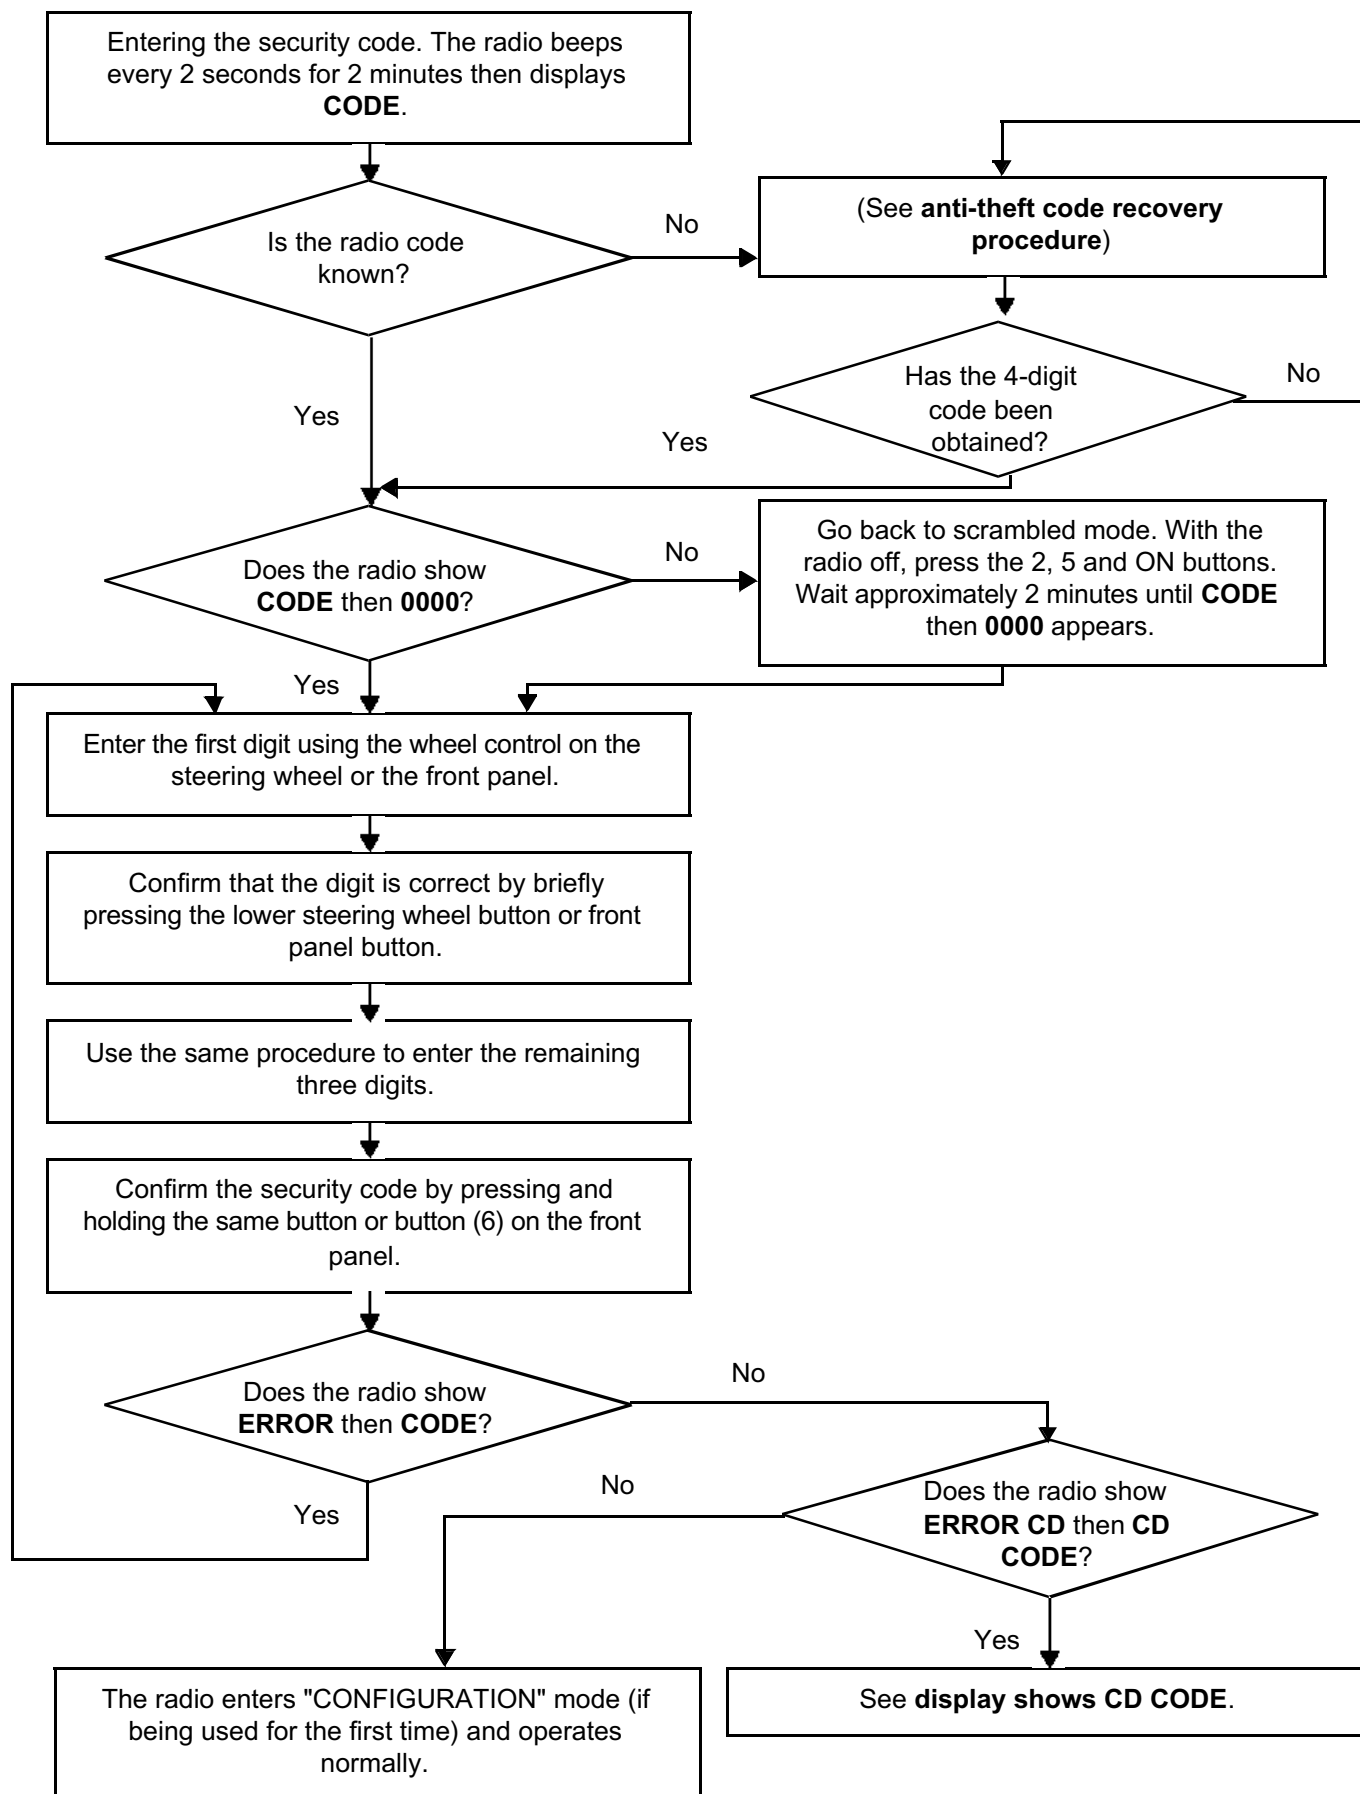 Entering the security code. The radio beeps
every 2 seconds for 2 minutes then displays
CODE.
Is the radio code
known?
No
(See anti-theft code recovery
procedure)
Has the 4-digit
code been
obtained?
No
Yes
Yes
Does the radio show
CODE then 0000?
No
Go back to scrambled mode. With the
radio off, press the 2, 5 and ON buttons.
Wait approximately 2 minutes until CODE
then 0000 appears.
Yes
Enter the first digit using the wheel control on the
steering wheel or the front panel.
Confirm that the digit is correct by briefly
pressing the lower steering wheel button or front
panel button.
Use the same procedure to enter the remaining
three digits.
Confirm the security code by pressing and
holding the same button or button (6) on the front
panel.
Does the radio show
ERROR then CODE?
No
Yes
Does the radio show
ERROR CD then CD
CODE?
No
Yes
The radio enters "CONFIGURATION" mode (if
being used for the first time) and operates
normally.
See display shows CD CODE.